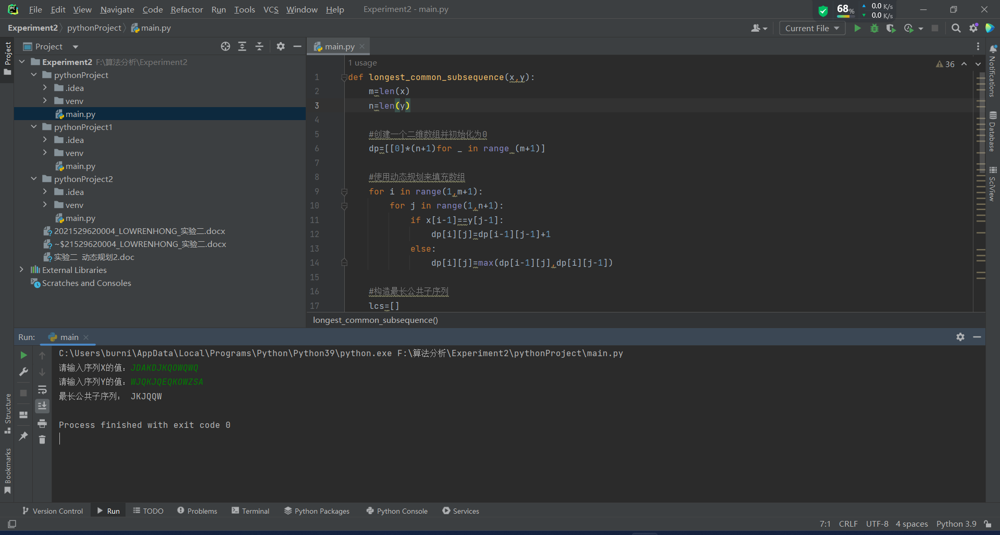 File Edit View Navigate Code Refactor Run Tools VCS Window Help Experiment2 - main.py
68% 0.0 K/s
0.0 K/s
Experiment2 pythonProject main.py
Current File
Project
Project
main.py
Experiment2 F:\算法分析\Experiment2
pythonProject
.idea
venv
main.py
pythonProject1
.idea
venv
main.py
pythonProject2
.idea
venv
main.py
2021529620004_LOWRENHONG_实验二.docx
~$21529620004_LOWRENHONG_实验二.docx
实验二 动态规划2.doc
External Libraries
Scratches and Consoles
1 usage
36
1 def longest_common_subsequence(x,y):
2 m=len(x)
3 n=len(y)
4
5 #创建一个二维数组并初始化为0
6 dp=[[0]*(n+1)for _ in range (m+1)]
7
8 #使用动态规划来填充数组
9 for i in range(1,m+1):
10 for j in range(1,n+1):
11 if x[i-1]==y[j-1]:
12 dp[i][j]=dp[i-1][j-1]+1
13 else:
14 dp[i][j]=max(dp[i-1][j],dp[i][j-1])
15
16 #构造最长公共子序列
17 lcs=[]
longest_common_subsequence()
Notifications
Database
SciView
Run: main
C:\Users\burni\AppData\Local\Programs\Python\Python39\python.exe F:\算法分析\Experiment2\pythonProject\main.py
请输入序列X的值：JDAKDJKQOWQWQ
请输入序列Y的值：WJQKJQEQKOWZSA
最长公共子序列： JKJQQW
Process finished with exit code 0
Structure
Bookmarks
Version Control Run TODO Problems Terminal Python Packages Python Console Services
7:1 CRLF UTF-8 4 spaces Python 3.9